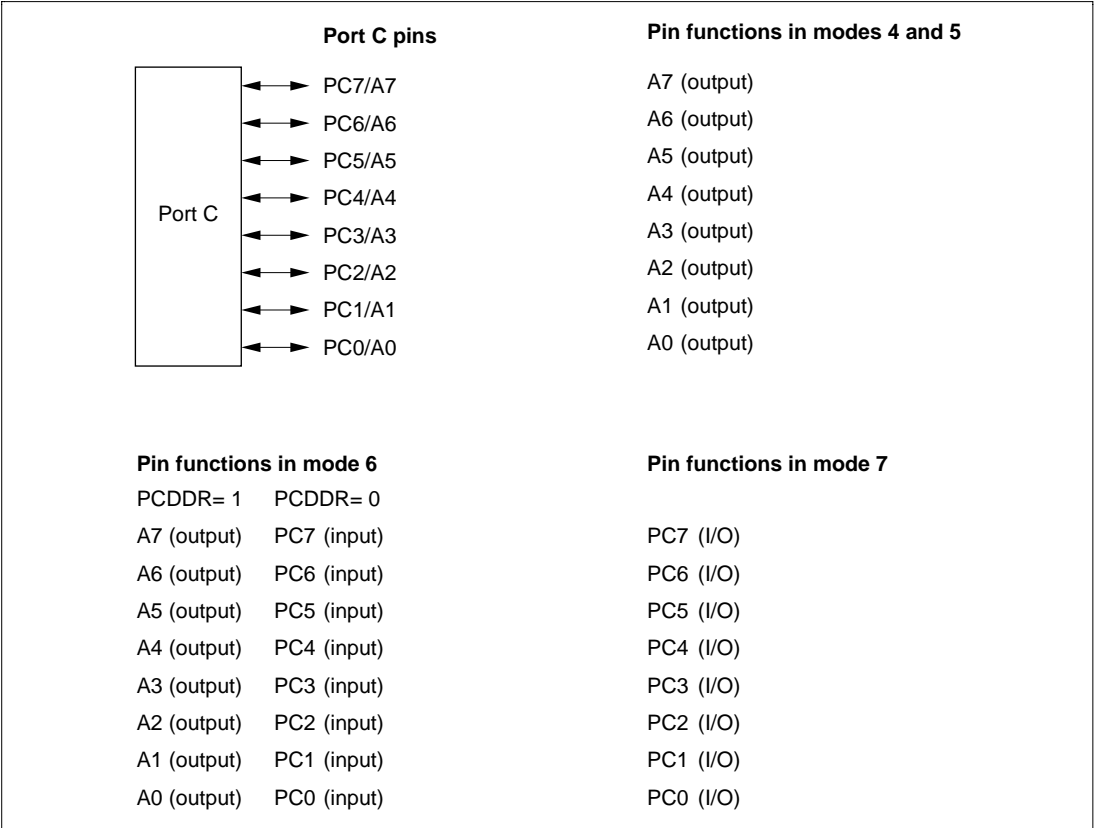 Port C pins
Pin functions in modes 4 and 5
Port C
PC7/A7
A7 (output)
PC6/A6
A6 (output)
PC5/A5
A5 (output)
PC4/A4
A4 (output)
PC3/A3
A3 (output)
PC2/A2
A2 (output)
PC1/A1
A1 (output)
PC0/A0
A0 (output)
Pin functions in mode 6
PCDDR= 1 PCDDR= 0
A7 (output) PC7 (input)
A6 (output) PC6 (input)
A5 (output) PC5 (input)
A4 (output) PC4 (input)
A3 (output) PC3 (input)
A2 (output) PC2 (input)
A1 (output) PC1 (input)
A0 (output) PC0 (input)
Pin functions in mode 7
PC7 (I/O)
PC6 (I/O)
PC5 (I/O)
PC4 (I/O)
PC3 (I/O)
PC2 (I/O)
PC1 (I/O)
PC0 (I/O)